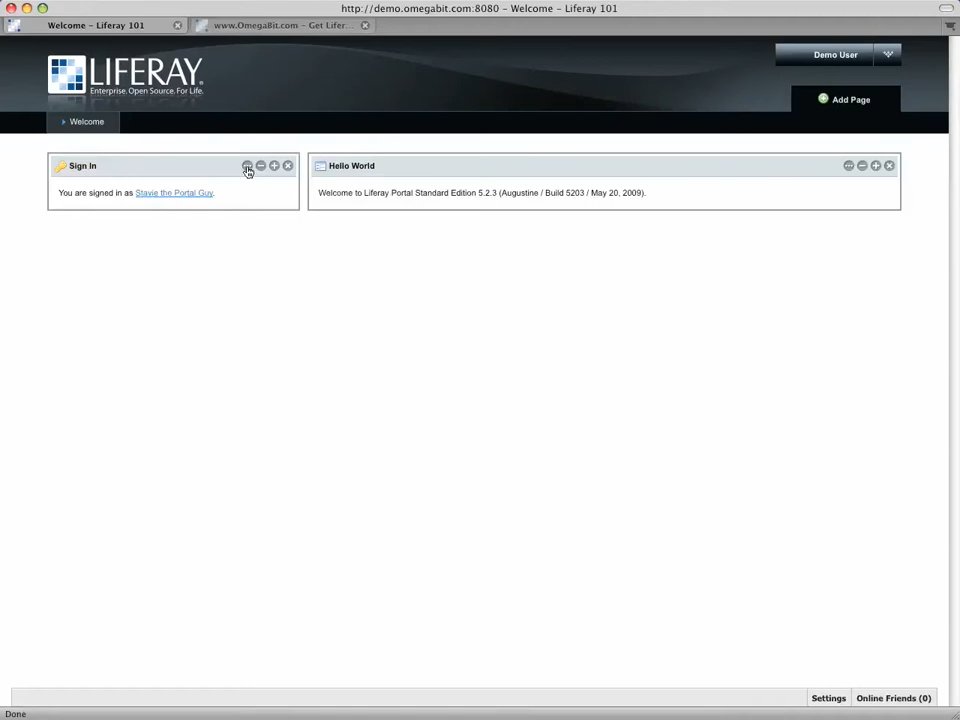 http://demo.omegabit.com:8080 - Welcome - Liferay 101
Welcome - Liferay 101
www.OmegaBit.com - Get Lifer...
LIFERAY.
Enterprise. Open Source. For Life.
Demo User
Add Page
Welcome
Sign In
You are signed in as Stavie the Portal Guy.
Hello World
Welcome to Liferay Portal Standard Edition 5.2.3 (Augustine / Build 5203 / May 20, 2009).
Settings
Online Friends (0)
Done